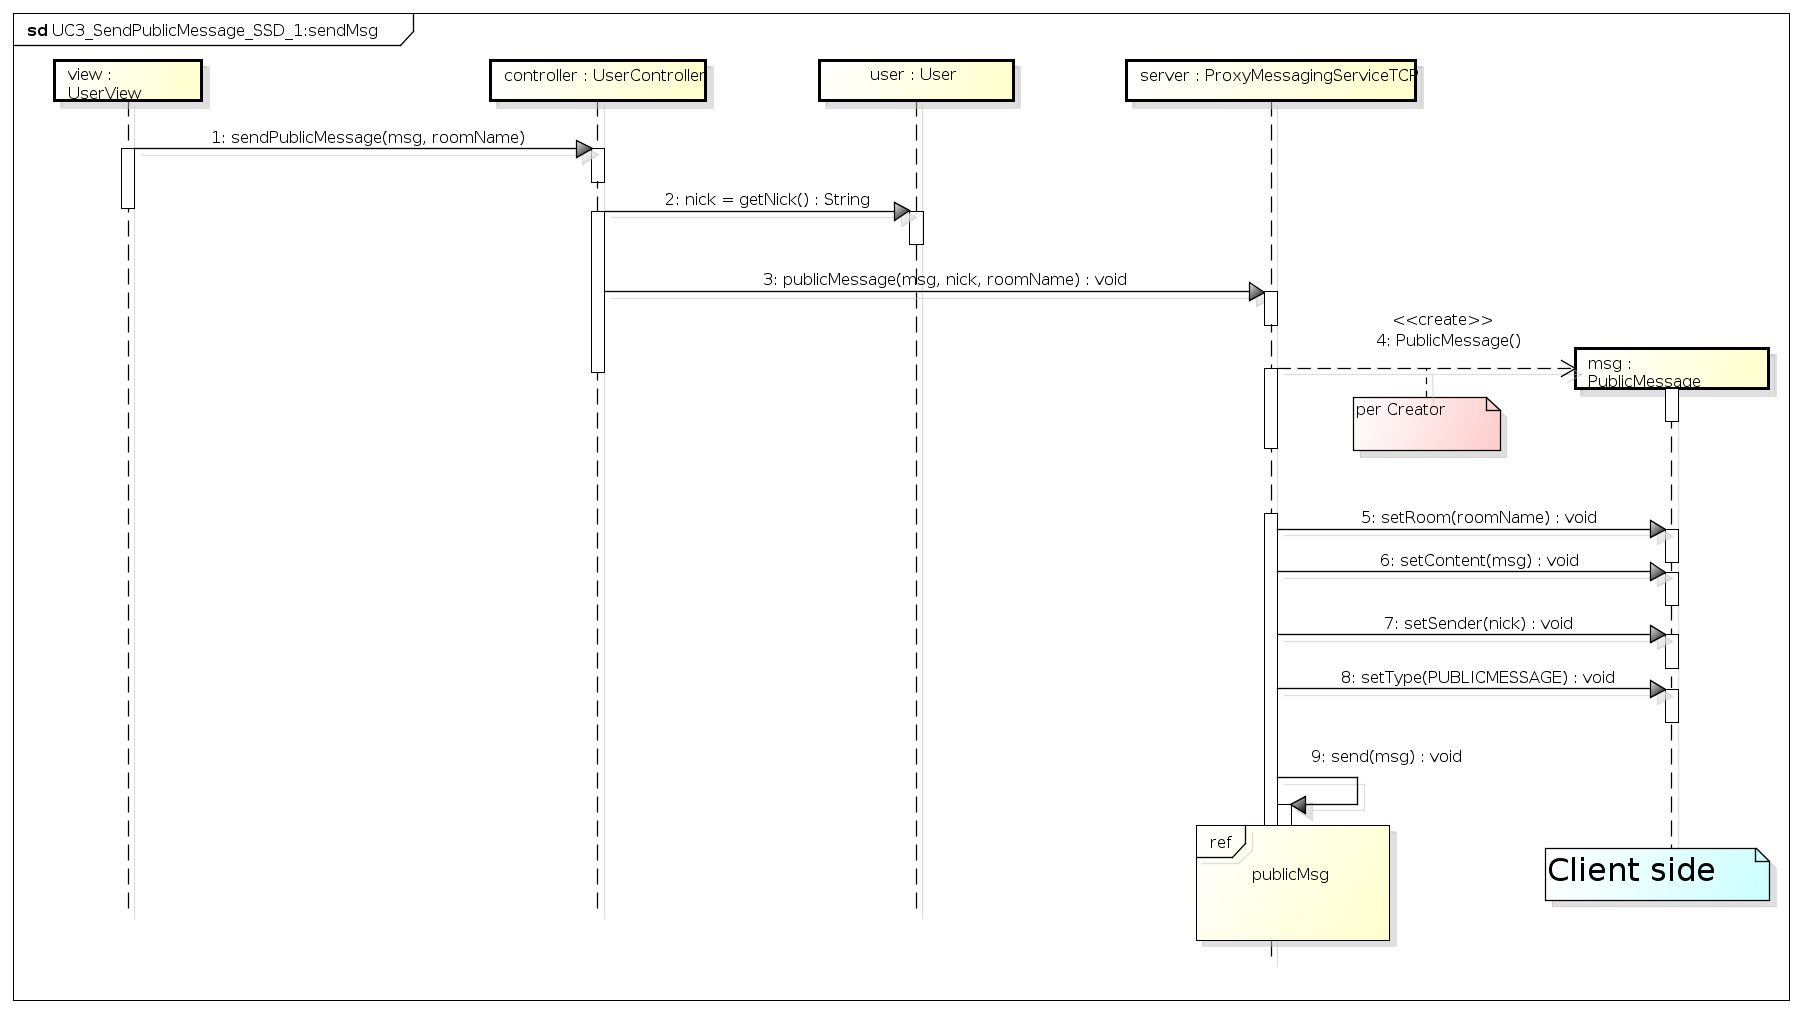 sd UC3_SendPublicMessage_SSD_1:sendMsg
view :
UserView
controller : UserController
user : User
server : ProxyMessagingServiceTCP
1: sendPublicMessage(msg, roomName)
2: nick = getNick() : String
3: publicMessage(msg, nick, roomName) : void
<<create>>
4: PublicMessage()
msg :
PublicMessage
per Creator
5: setRoom(roomName) : void
6: setContent(msg) : void
7: setSender(nick) : void
8: setType(PUBLICMESSAGE) : void
9: send(msg) : void
ref
publicMsg
Client side